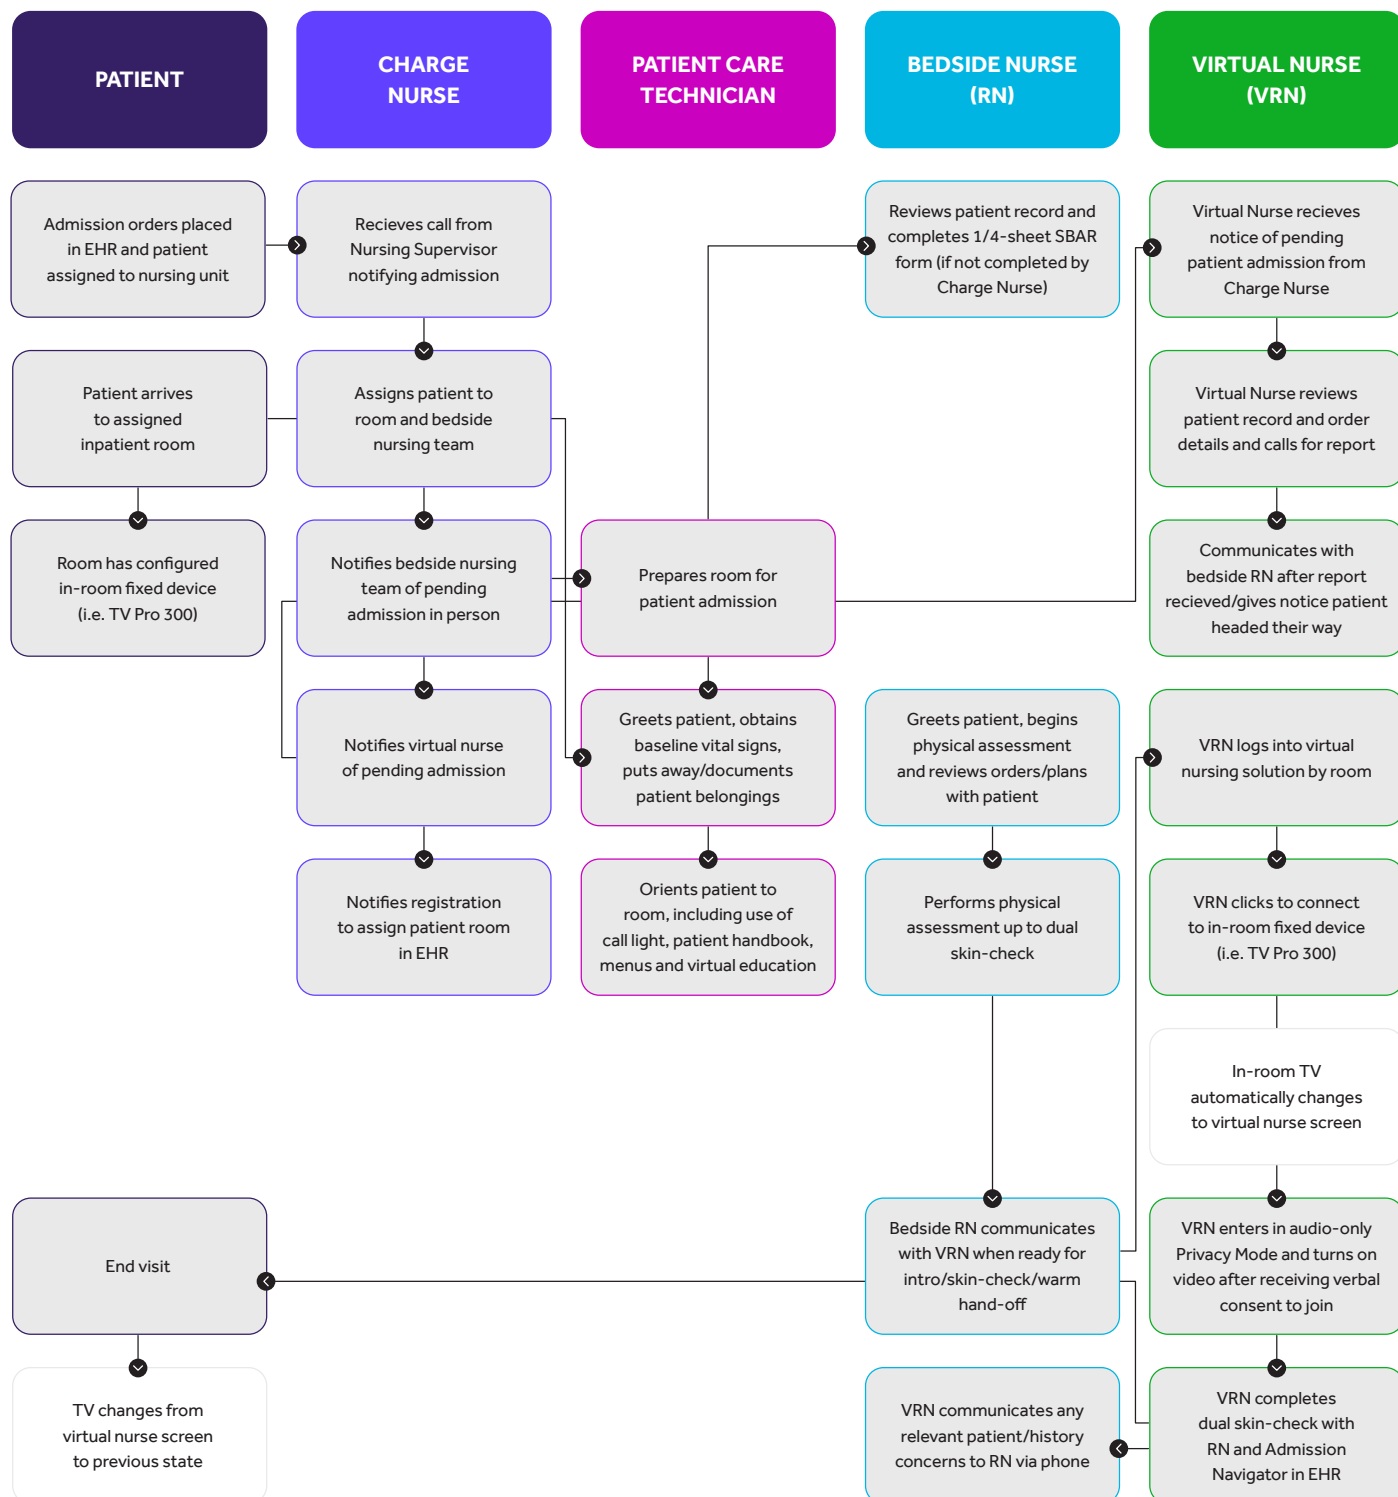 PATIENT
CHARGE
NURSE
PATIENT CARE
TECHNICIAN
BEDSIDE NURSE
(RN)
VIRTUAL NURSE
(VRN)
Admission orders placed
in EHR and patient
assigned to nursing unit
Recieves call from
Nursing Supervisor
notifying admission
Reviews patient record and
completes 1/4-sheet SBAR
form (if not completed by
Charge Nurse)
Virtual Nurse recieves
notice of pending
patient admission from
Charge Nurse
Patient arrives
to assigned
inpatient room
Assigns patient to
room and bedside
nursing team
Virtual Nurse reviews
patient record and order
details and calls for report
Room has configured
in-room fixed device
(i.e. TV Pro 300)
Notifies bedside nursing
team of pending
admission in person
Prepares room for
patient admission
Communicates with
bedside RN after report
recieved/gives notice patient
headed their way
Notifies virtual nurse
of pending admission
Greets patient, obtains
baseline vital signs,
puts away/documents
patient belongings
Greets patient, begins
physical assessment
and reviews orders/plans
with patient
VRN logs into virtual
nursing solution by room
Notifies registration
to assign patient room
in EHR
Orients patient to
room, including use of
call light, patient handbook,
menus and virtual education
Performs physical
assessment up to dual
skin-check
VRN clicks to connect
to in-room fixed device
(i.e. TV Pro 300)
In-room TV
automatically changes
to virtual nurse screen
End visit
Bedside RN communicates
with VRN when ready for
intro/skin-check/warm
hand-off
VRN enters in audio-only
Privacy Mode and turns on
video after receiving verbal
consent to join
TV changes from
virtual nurse screen
to previous state
VRN communicates any
relevant patient/history
concerns to RN via phone
VRN completes
dual skin-check with
RN and Admission
Navigator in EHR